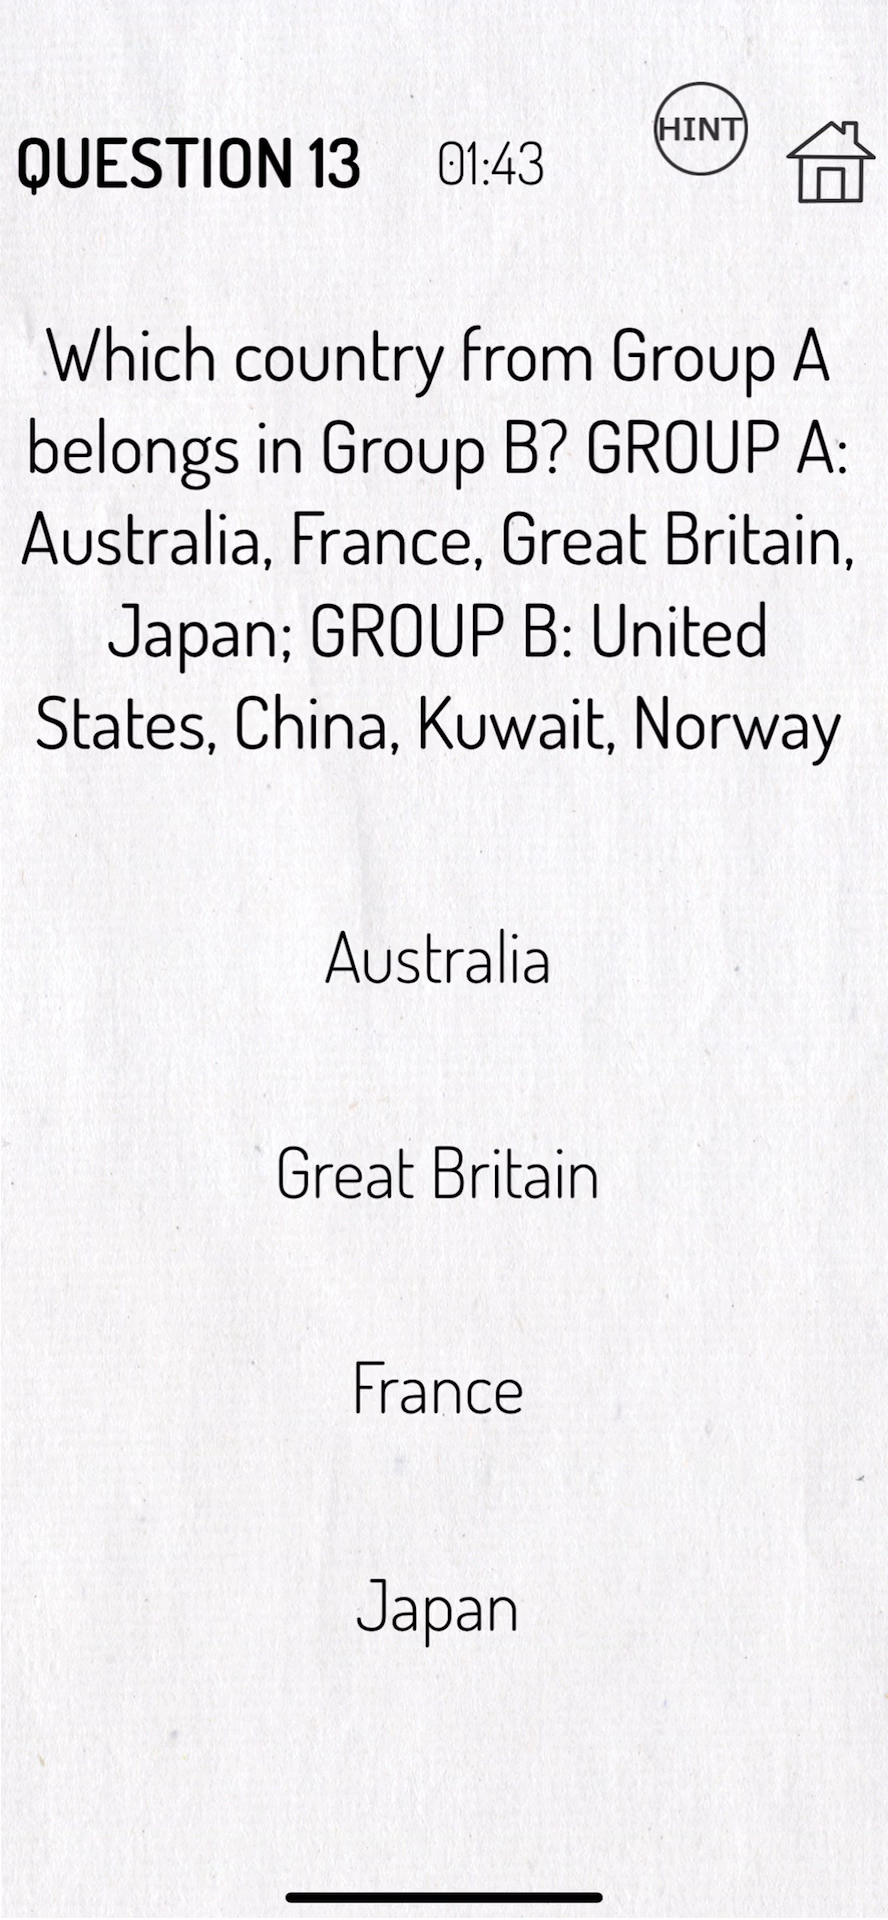 QUESTION 13
01:43
HINT
Which country from Group A
belongs in Group B? GROUP A:
Australia, France, Great Britain,
Japan; GROUP B: United
States, China, Kuwait, Norway
Australia
Great Britain
France
Japan